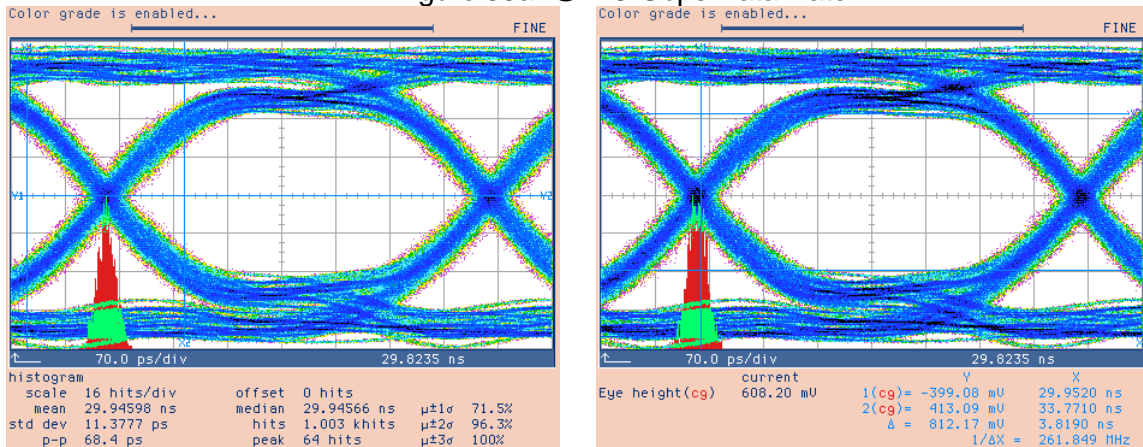 Color grade is enabled...
FINE
70.0 ps/div 29.8235 ns
histogram
scale 16 hits/div offset 0 hits
mean 29.94598 ns median 29.94566 ns µ±1σ 71.5%
std dev 11.3777 ps hits 1.003 khits µ±2σ 96.3%
p-p 68.4 ps peak 64 hits µ±3σ 100%
Color grade is enabled...
FINE
70.0 ps/div 29.8235 ns
current Y X
Eye height(cg) 608.20 mV 1(cg)= -399.08 mV 29.9520 ns
2(cg)= 413.09 mV 33.7710 ns
Δ = 812.17 mV 3.8190 ns
1/ΔX = 261.849 MHz